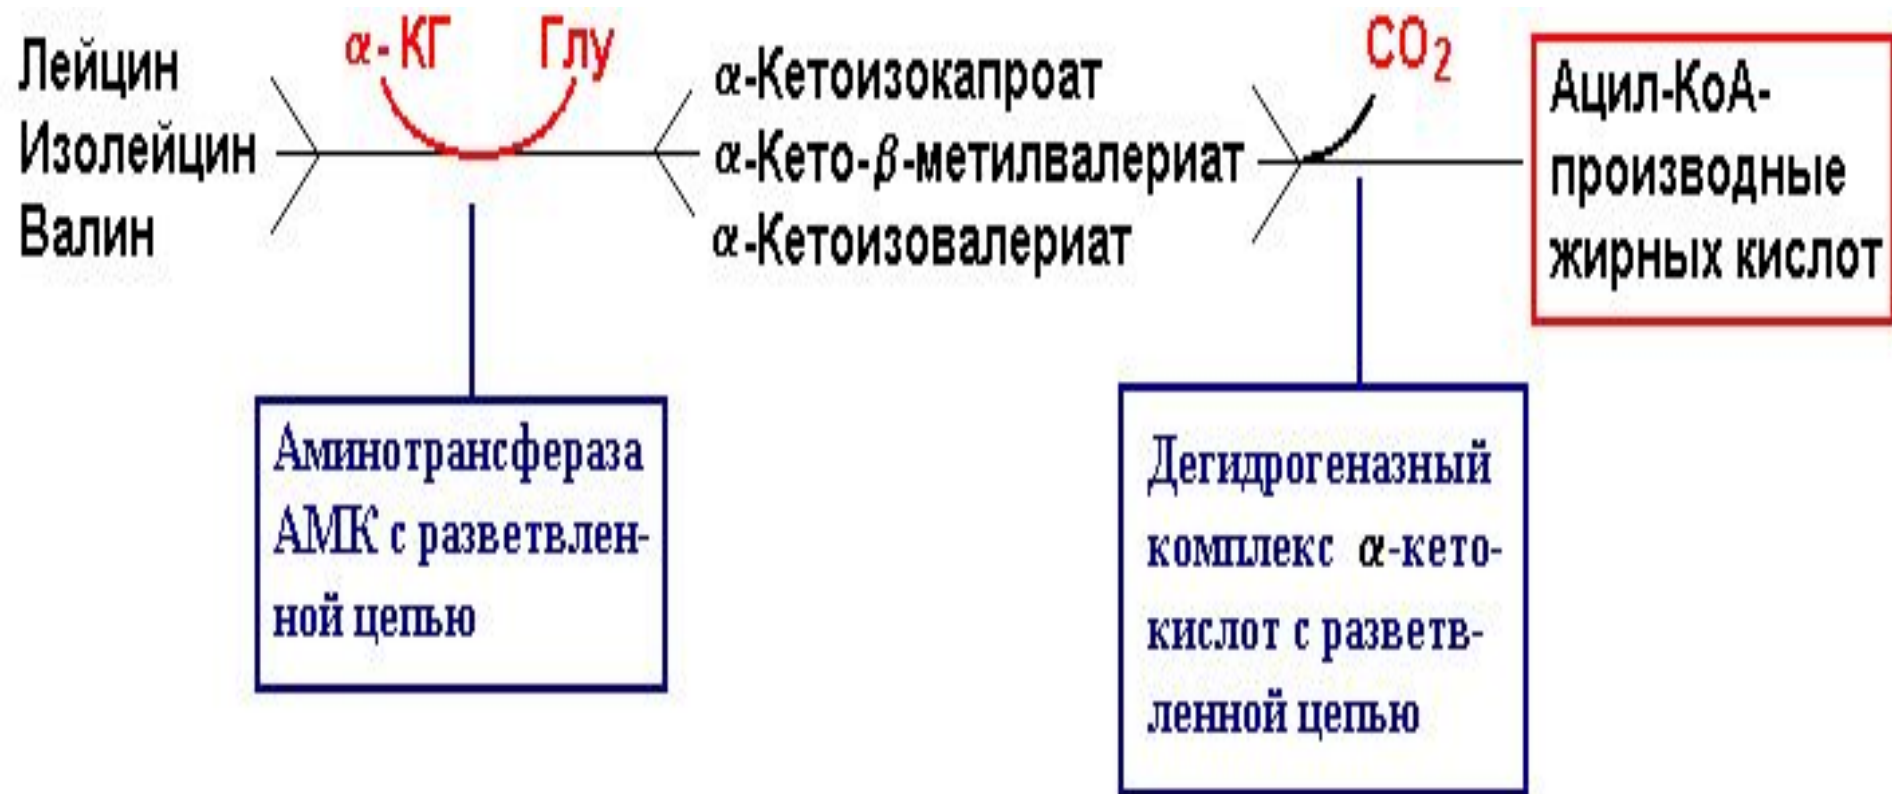 Лейцин
Изолейцин
Валин
α- КГ
Глу
α-Кетоизокапроат
α-Кето-β-метилвалериат
α-Кетоизовалериат
CO₂
Ацил-КоА-
производные
жирных кислот
Аминотрансфераза
АМК с разветвлен-
ной цепью
Дегидрогеназный
комплекс α-кето-
кислот с разветв-
ленной цепью